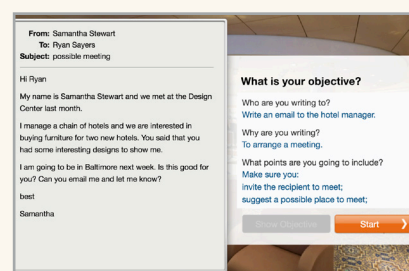 From: Samantha Stewart
To: Ryan Sayers
Subject: possible meeting
Hi Ryan
My name is Samantha Stewart and we met at the Design
Center last month.
I manage a chain of hotels and we are interested in
buying furniture for two new hotels. You said that you
had some interesting designs to show me.
I am going to be in Baltimore next week. Is this good for
you? Can you email me and let me know?
best
Samantha
What is your objective?
Who are you writing to?
Write an email to the hotel manager.
Why are you writing?
To arrange a meeting.
What points are you going to include?
Make sure you:
invite the recipient to meet;
suggest a possible place to meet;
Show Objective
Start